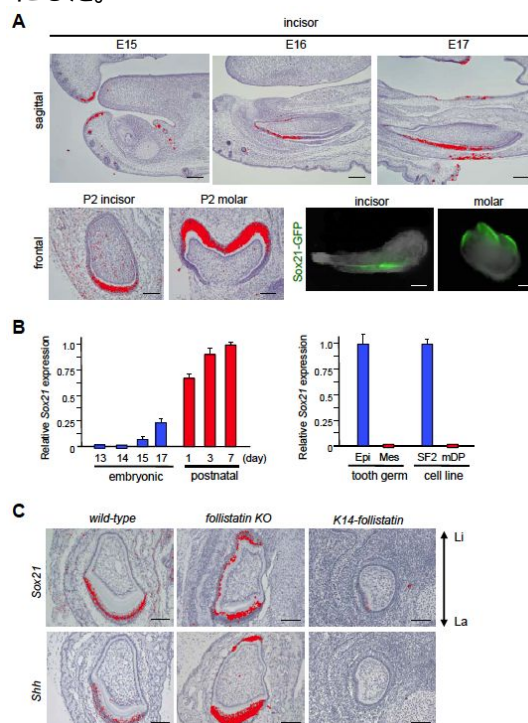 A
incisor
E15 E16 E17
sagittal
P2 incisor P2 molar incisor molar
frontal
Sox21-GFP
B
Relative Sox21 expression
1.0
0.75
0.5
0.25
0
13 14 15 17 1 3 7 (day)
embryonic postnatal
Relative Sox21 expression
1.0
0.75
0.5
0.25
0
Epi Mes SF2 mDP
tooth germ cell line
C
wild-type follistatin KO K14-follistatin
Sox21
Li
La
Shh